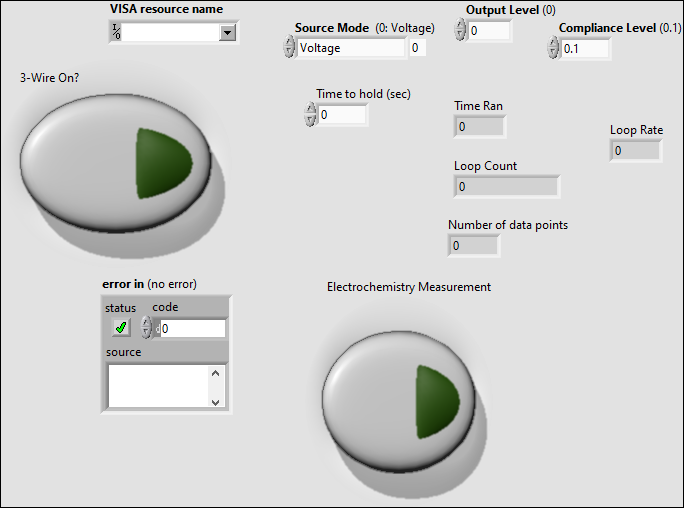 VISA resource name
I/O
Source Mode (0: Voltage)
Voltage 0
Output Level (0)
0
Compliance Level (0.1)
0.1
3-Wire On?
Time to hold (sec)
0
Time Ran
0
Loop Rate
0
Loop Count
0
Number of data points
0
error in (no error)
status code
0
source
Electrochemistry Measurement